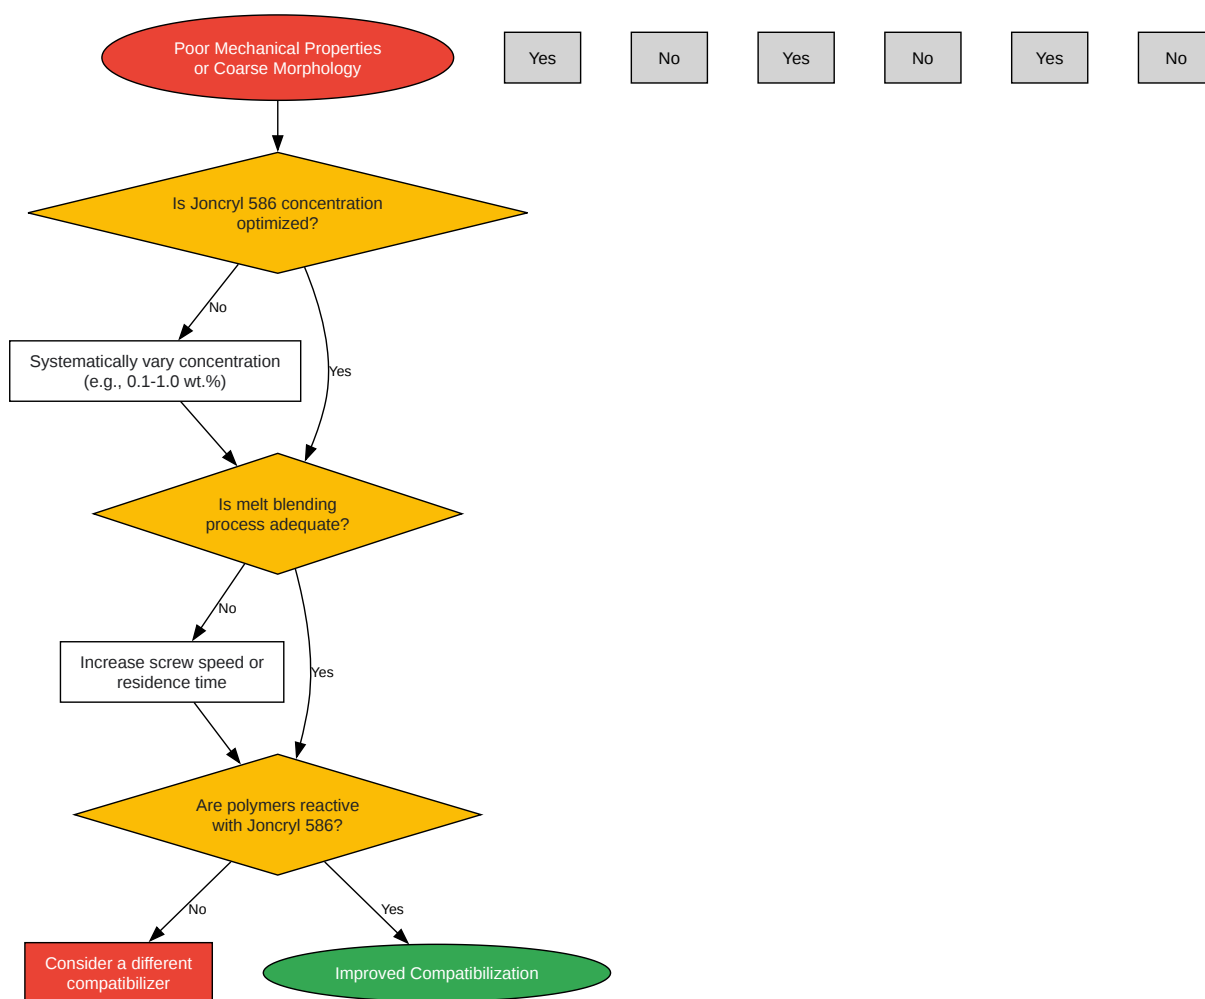 Poor Mechanical Properties
or Coarse Morphology
Yes
No
Yes
No
Yes
No
Is Joncryl 586 concentration
optimized?
No
Systematically vary concentration
(e.g., 0.1-1.0 wt.%)
Yes
Is melt blending
process adequate?
No
Increase screw speed or
residence time
Yes
Are polymers reactive
with Joncryl 586?
No
Yes
Consider a different
compatibilizer
Improved Compatibilization